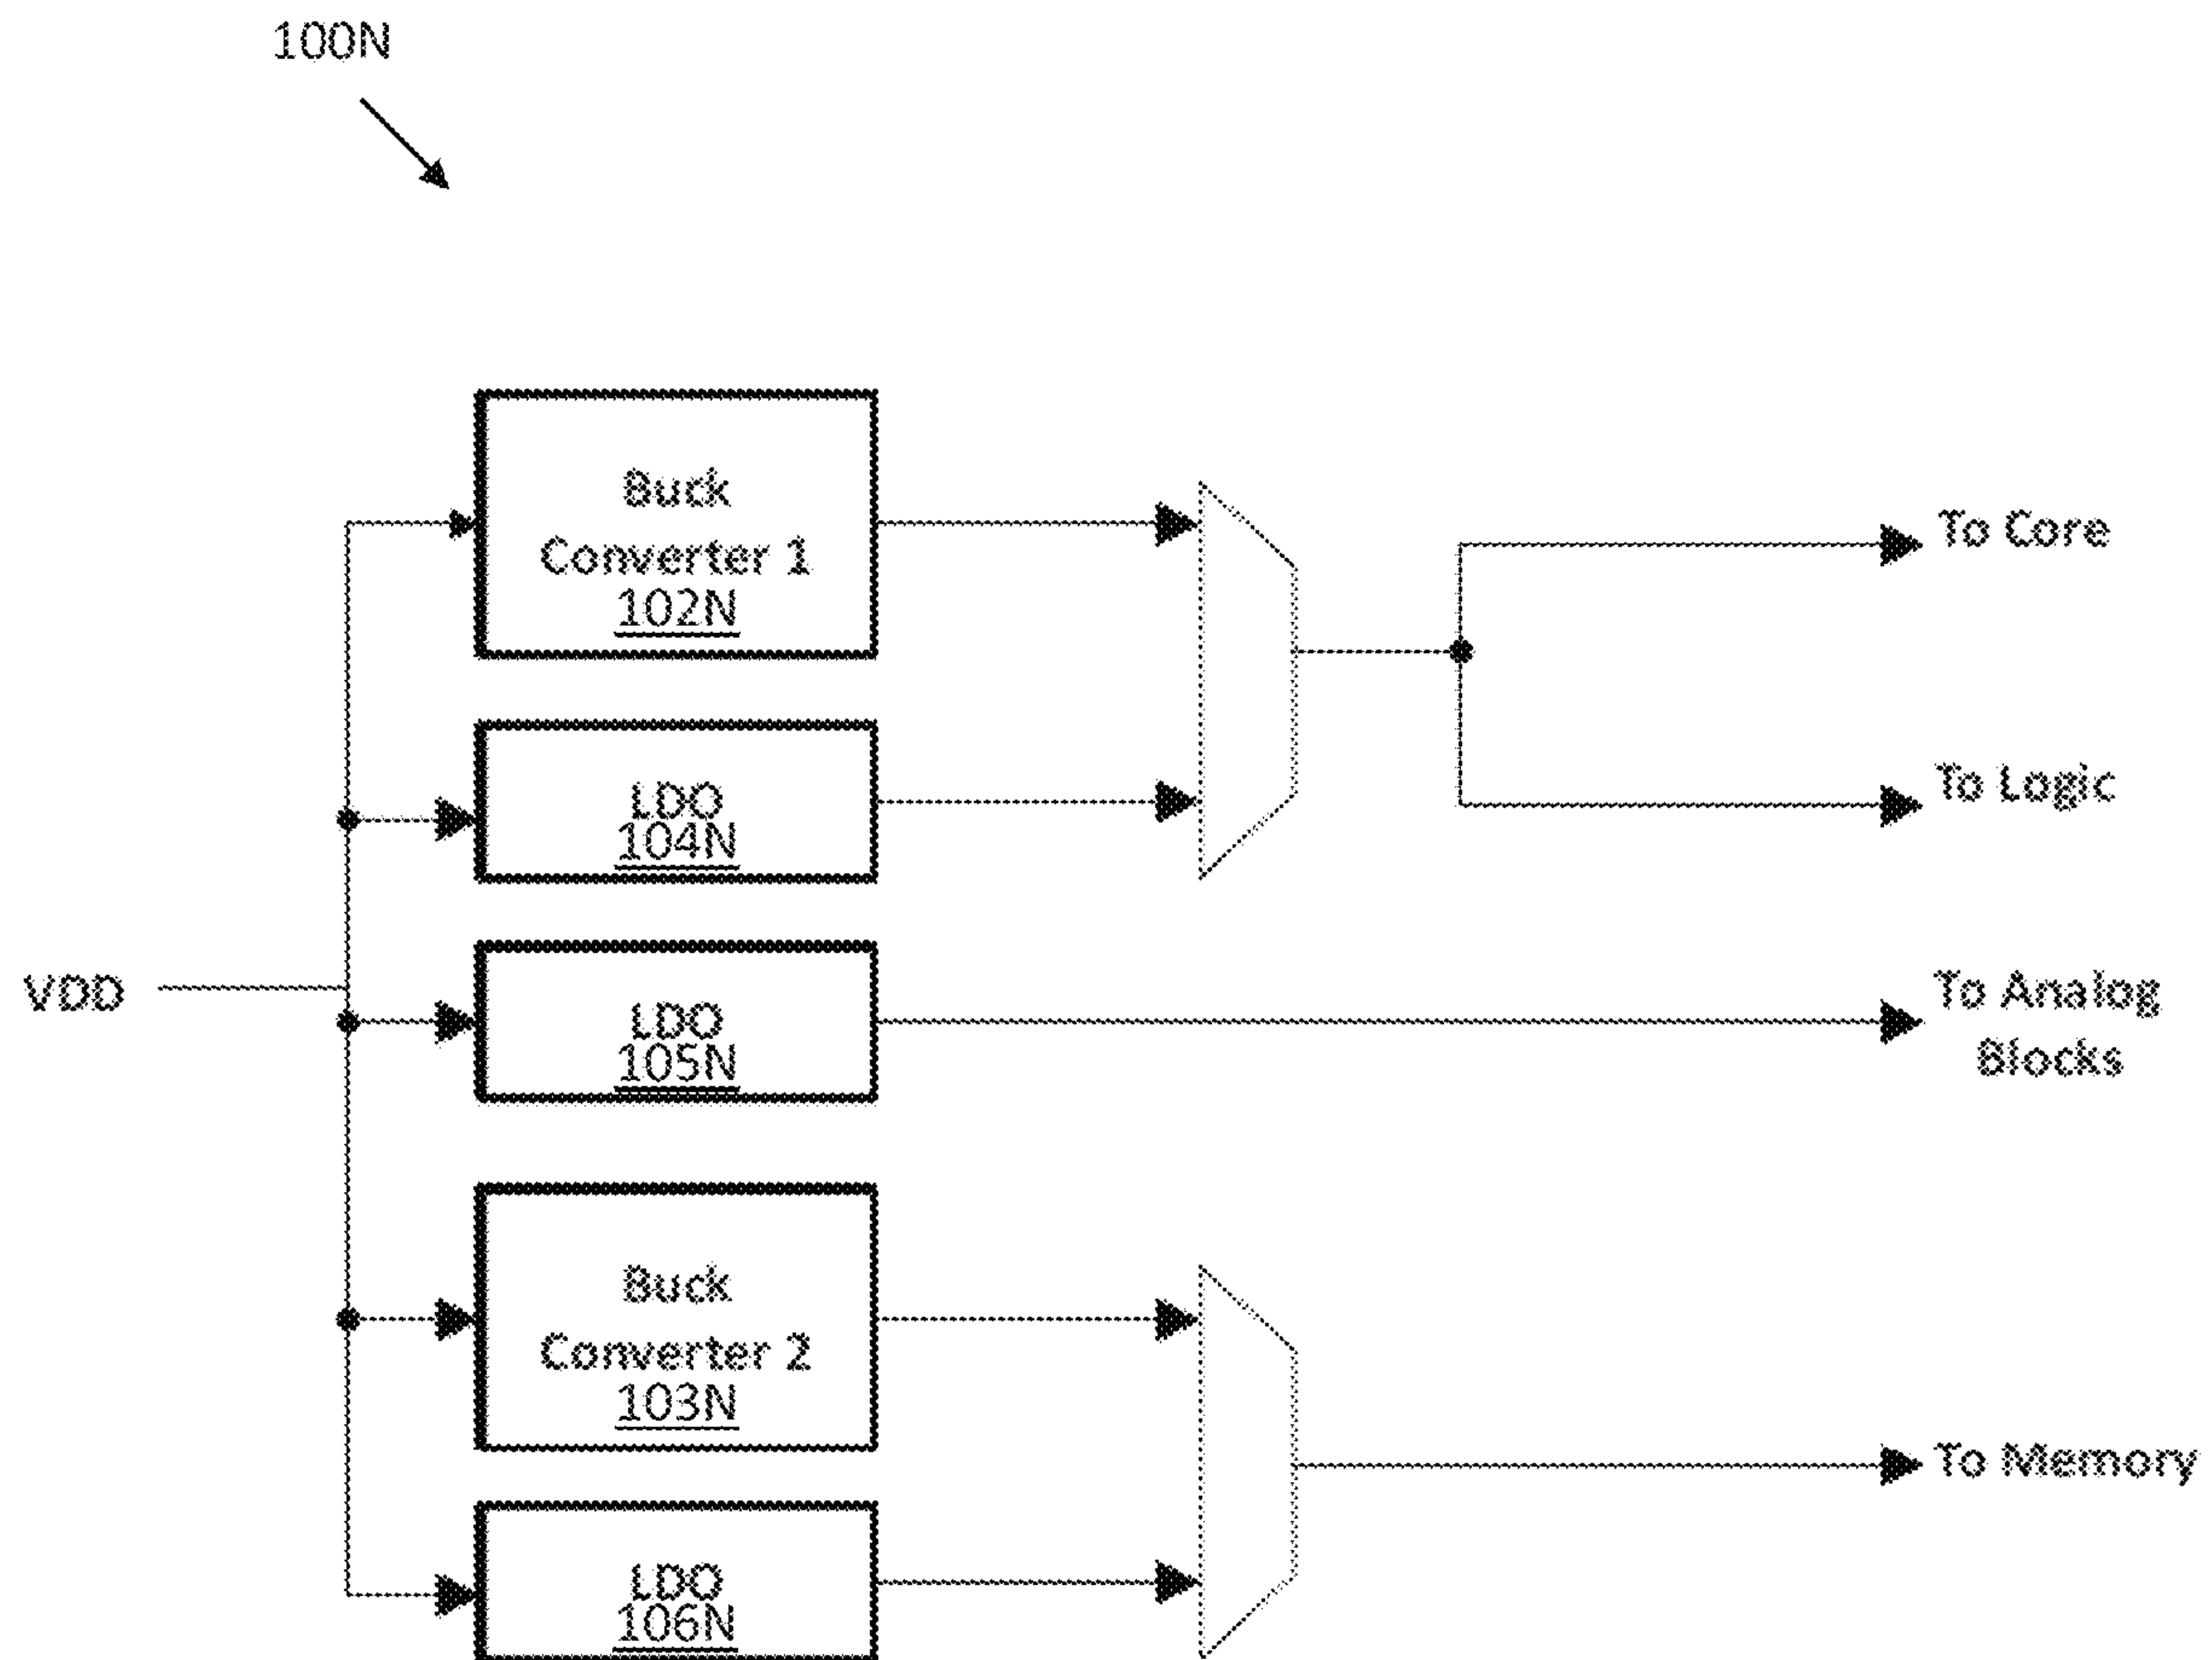 100N
Buck
Converter 1
102N
To Core
LDO
104N
To Logic
VDD
LDO
105N
To Analog
Blocks
Buck
Converter 2
103N
To Memory
LDO
106N